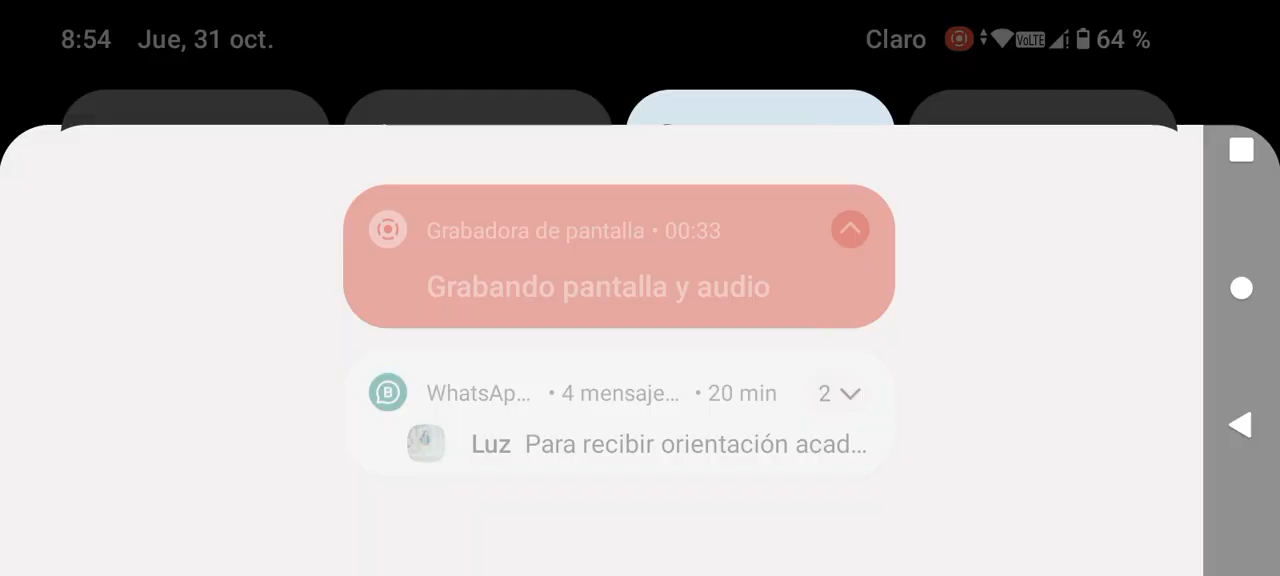 8:54 Jue, 31 oct. Claro VoLTE 64 %
Grabadora de pantalla • 00:33
Grabando pantalla y audio
WhatsAp... • 4 mensaje... • 20 min 2
Luz Para recibir orientación acad...